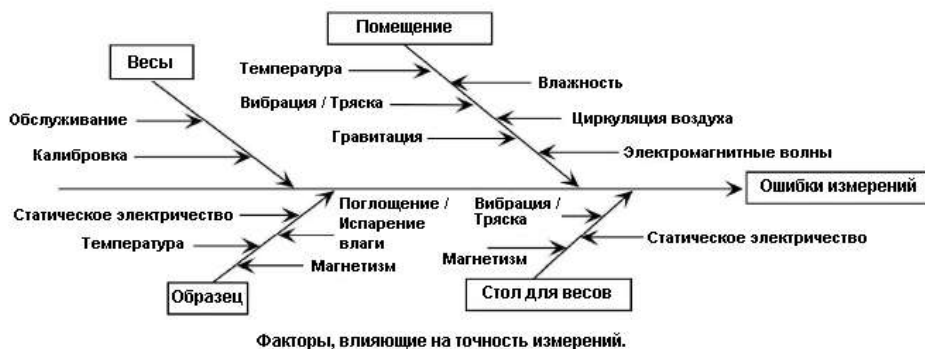 Помещение
Весы
Температура
Влажность
Вибрация / Тряска
Обслуживание
Циркуляция воздуха
Гравитация
Калибровка
Электромагнитные волны
Ошибки измерений
Статическое электричество
Поглощение /
Испарение
влаги
Вибрация /
Тряска
Температура
Статическое электричество
Магнетизм
Магнетизм
Образец
Стол для весов
Факторы, влияющие на точность измерений.